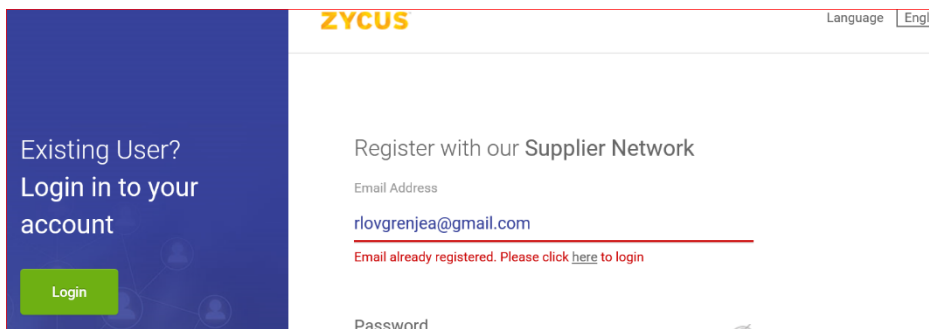 ZYCUS
Language
Existing User?
Login in to your
account
Login
Register with our Supplier Network
Email Address
rlovgrenjea@gmail.com
Email already registered. Please click here to login
Password